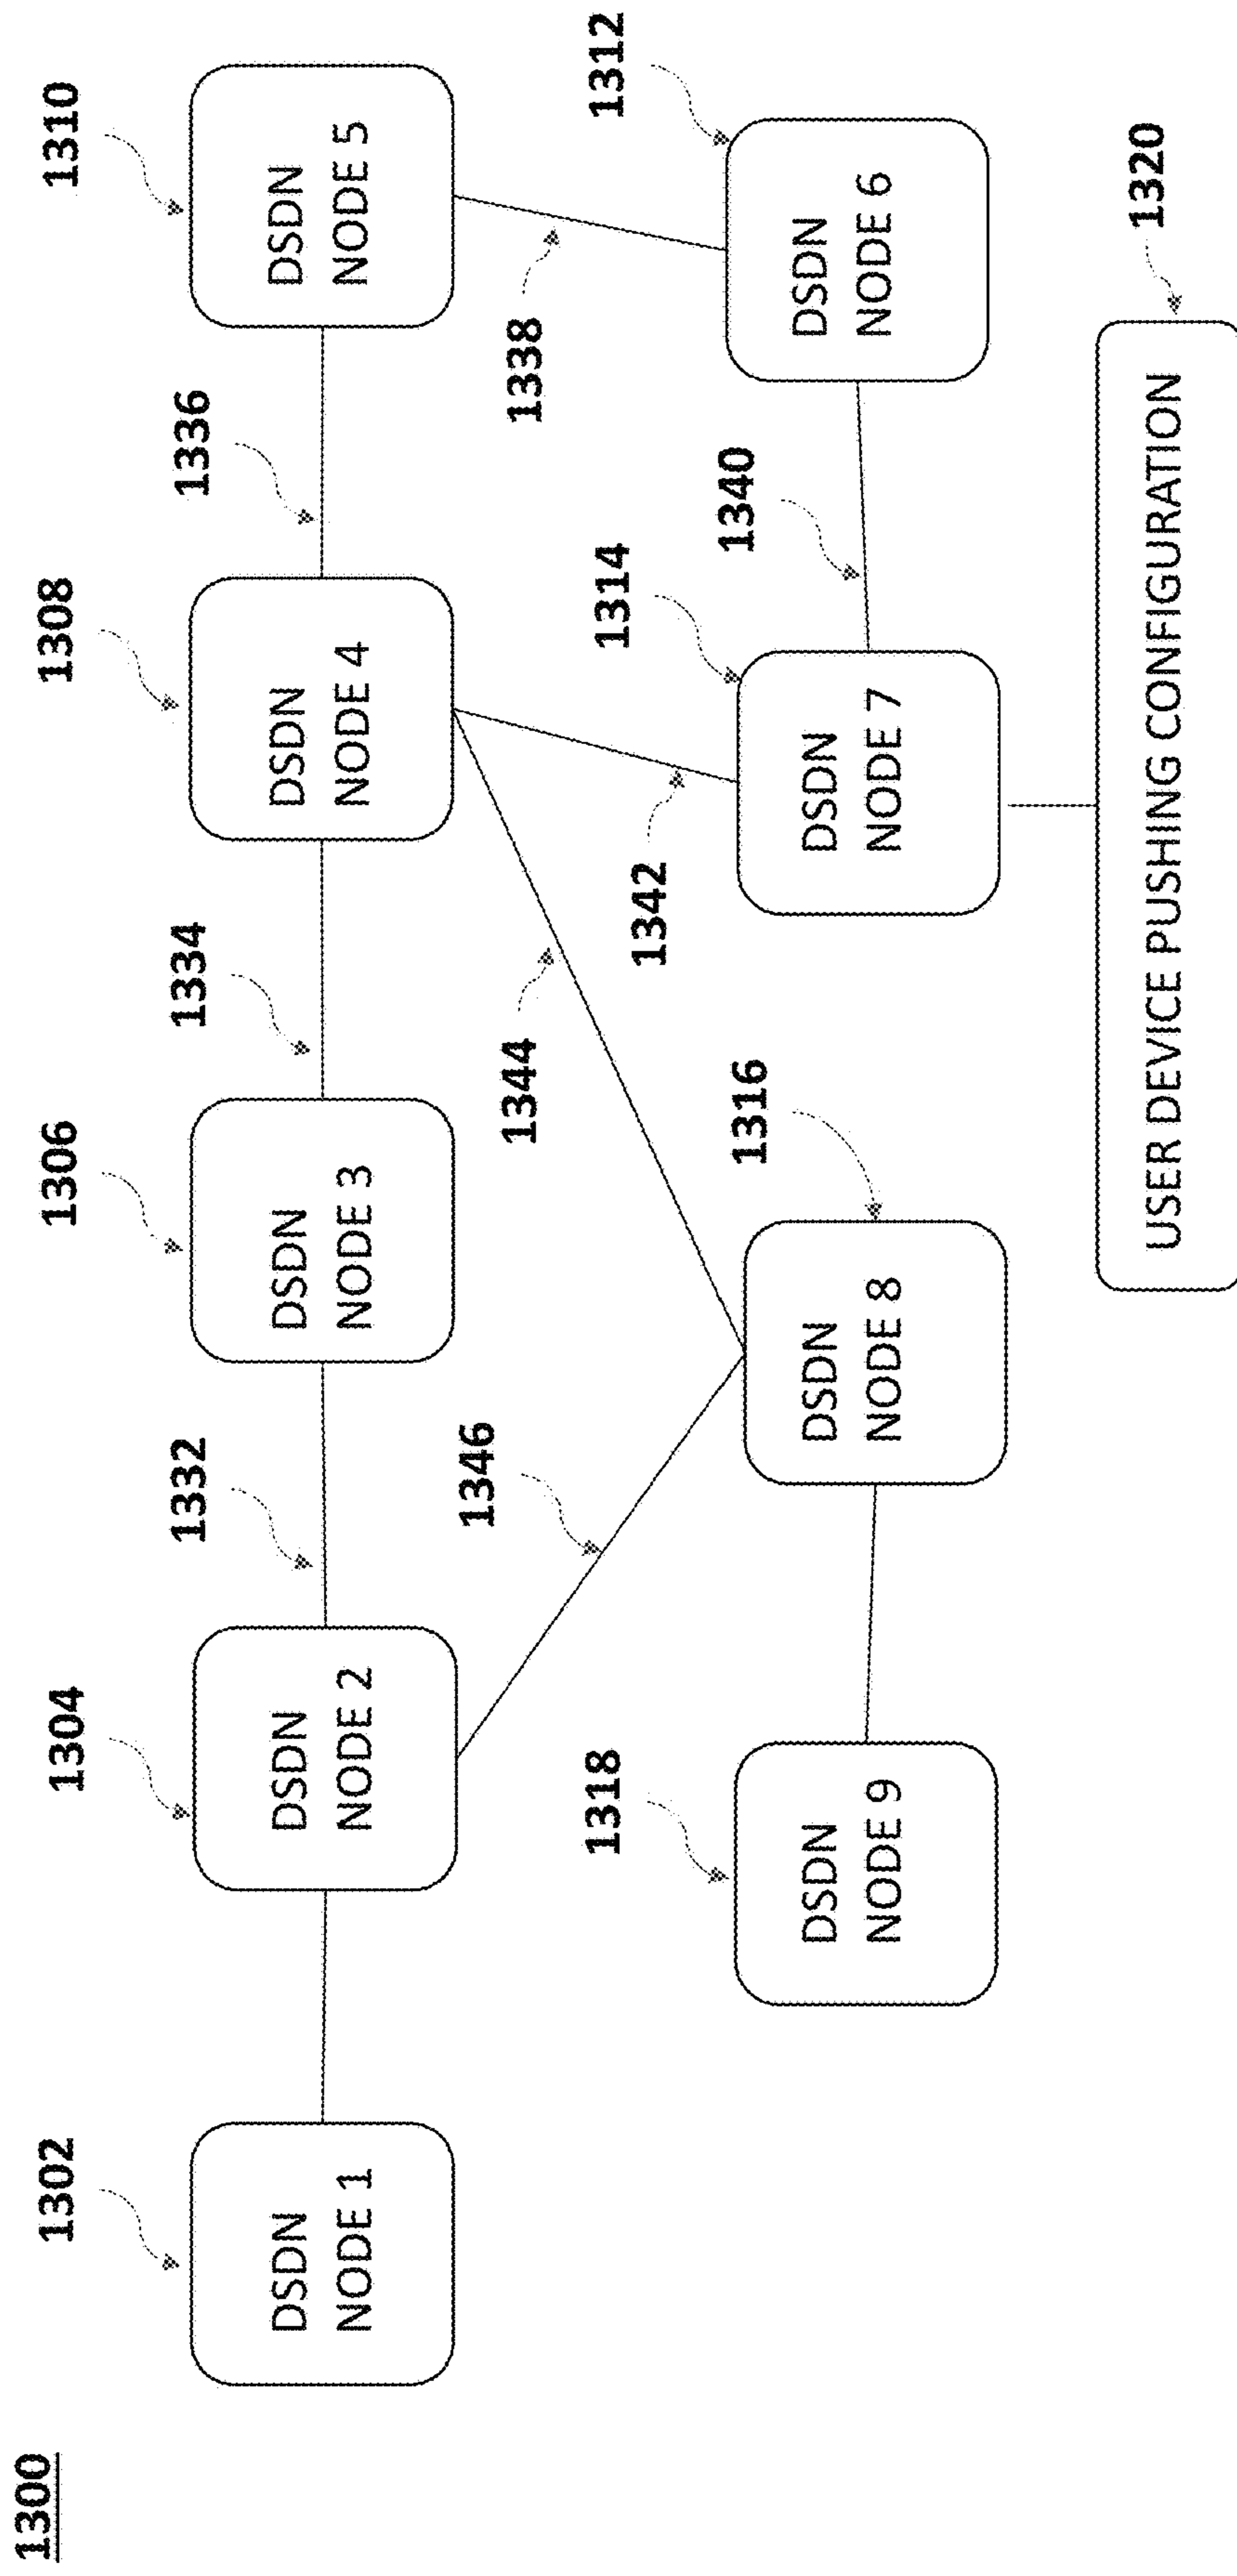 1300
1302
1304
1306
1308
1310
DSDN
NODE 1
DSDN
NODE 2
DSDN
NODE 3
DSDN
NODE 4
DSDN
NODE 5
1332
1334
1336
1346
1344
1338
1318
1316
1342
1314
1340
1312
DSDN
NODE 9
DSDN
NODE 8
DSDN
NODE 7
DSDN
NODE 6
1320
USER DEVICE PUSHING CONFIGURATION